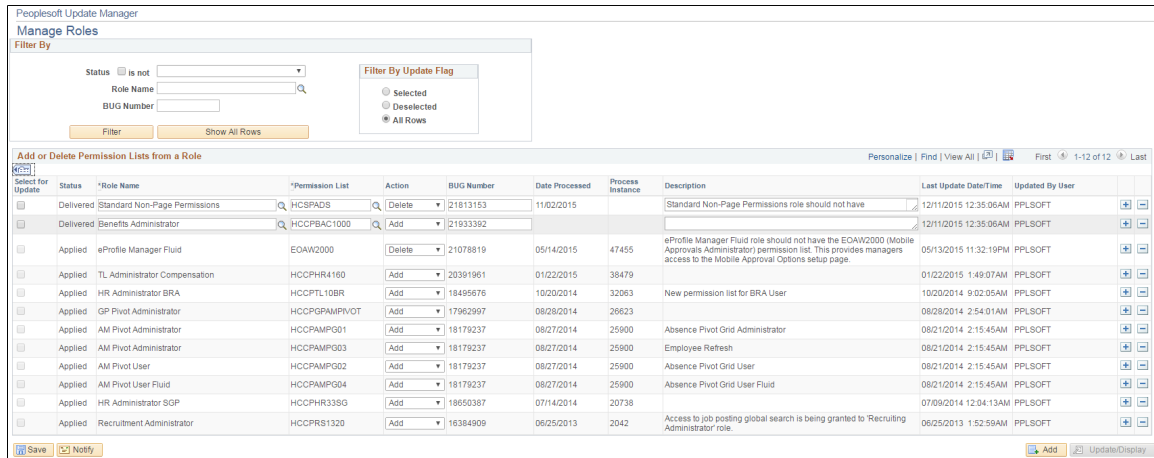 Peoplesoft Update Manager
Manage Roles
Filter By
Status is not
Role Name
BUG Number
Filter Show All Rows
Filter By Update Flag
Selected
Deselected
All Rows
Add or Delete Permission Lists from a Role Personalize | Find | View All | | First 1-12 of 12 Last
Select for Update Status *Role Name *Permission List Action BUG Number Date Processed Process Instance Description Last Update Date/Time Updated By User
Delivered Standard Non-Page Permissions HCSPADS Delete 21813153 11/02/2015 Standard Non-Page Permissions role should not have 12/11/2015 12:35:06AM PPLSOFT
Delivered Benefits Administrator HCCPBAC1000 Add 21933392 12/11/2015 12:35:06AM PPLSOFT
Applied eProfile Manager Fluid EOAW2000 Delete 21078819 05/14/2015 47455 eProfile Manager Fluid role should not have the EOAW2000 (Mobile Approvals Administrator) permission list. This provides managers access to the Mobile Approval Options setup page. 05/13/2015 11:32:19PM PPLSOFT
Applied TL Administrator Compensation HCCPHR4160 Add 20391961 01/22/2015 38479 01/22/2015 1:49:07AM PPLSOFT
Applied HR Administrator BRA HCCPTL10BR Add 18495676 10/20/2014 32063 New permission list for BRA User 10/20/2014 9:02:05AM PPLSOFT
Applied GP Pivot Administrator HCCPGPAMPIVOT Add 17962997 08/28/2014 26623 08/28/2014 2:54:01AM PPLSOFT
Applied AM Pivot Administrator HCCPAMPG01 Add 18179237 08/27/2014 25900 Absence Pivot Grid Administrator 08/21/2014 2:15:45AM PPLSOFT
Applied AM Pivot Administrator HCCPAMPG03 Add 18179237 08/27/2014 25900 Employee Refresh 08/21/2014 2:15:45AM PPLSOFT
Applied AM Pivot User HCCPAMPG02 Add 18179237 08/27/2014 25900 Absence Pivot Grid User 08/21/2014 2:15:45AM PPLSOFT
Applied AM Pivot User Fluid HCCPAMPG04 Add 18179237 08/27/2014 25900 Absence Pivot Grid User Fluid 08/21/2014 2:15:45AM PPLSOFT
Applied HR Administrator SGP HCCPHR33SG Add 18650387 07/14/2014 20738 07/09/2014 12:04:13AM PPLSOFT
Applied Recruitment Administrator HCCPRS1320 Add 16384909 06/25/2013 2042 Access to job posting global search is being granted to 'Recruiting Administrator' role. 06/25/2013 1:52:59AM PPLSOFT
Save Notify Add Update/Display